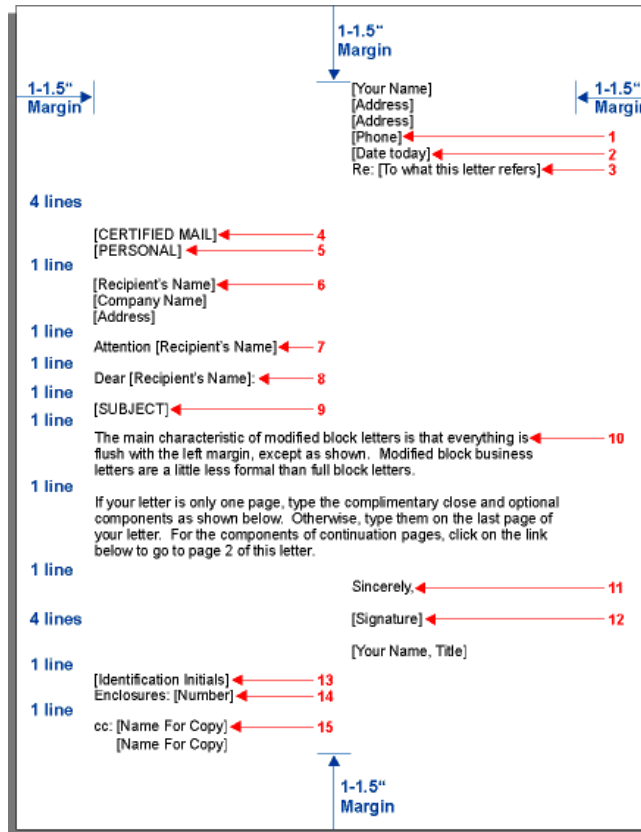 1-1.5“
Margin
1-1.5“
Margin
1-1.5“
Margin
[Your Name]
[Address]
[Address]
[Phone] 1
[Date today] 2
Re: [To what this letter refers] 3
4 lines
[CERTIFIED MAIL] 4
[PERSONAL] 5
1 line
[Recipient's Name] 6
[Company Name]
[Address]
1 line
Attention [Recipient's Name] 7
1 line
Dear [Recipient's Name]: 8
1 line
[SUBJECT] 9
1 line
The main characteristic of modified block letters is that everything is 10
flush with the left margin, except as shown. Modified block business
letters are a little less formal than full block letters.
1 line
If your letter is only one page, type the complimentary close and optional
components as shown below. Otherwise, type them on the last page of
your letter. For the components of continuation pages, click on the link
below to go to page 2 of this letter.
1 line
Sincerely, 11
4 lines
[Signature] 12
[Your Name, Title]
1 line
[Identification Initials] 13
Enclosures: [Number] 14
1 line
cc: [Name For Copy] 15
[Name For Copy]
1-1.5“
Margin